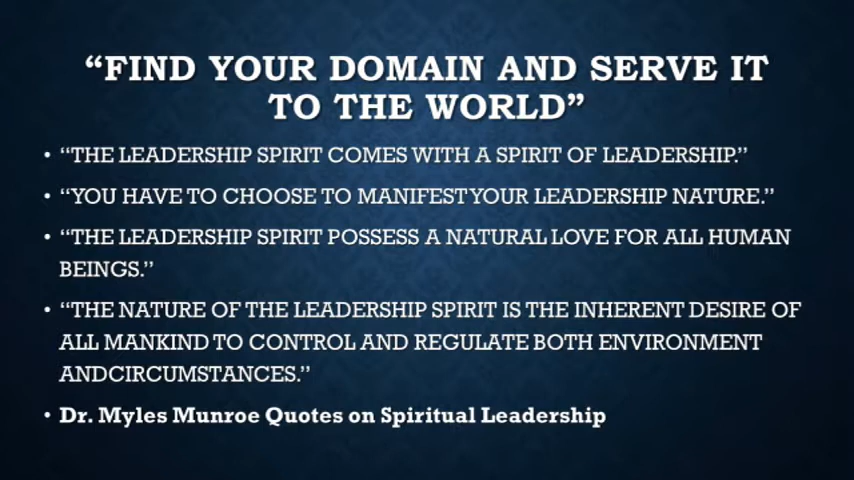 “FIND YOUR DOMAIN AND SERVE IT
TO THE WORLD”
• “THE LEADERSHIP SPIRIT COMES WITH A SPIRIT OF LEADERSHIP.”
• “YOU HAVE TO CHOOSE TO MANIFESTYOUR LEADERSHIP NATURE.”
• “THE LEADERSHIP SPIRIT POSSESS A NATURAL LOVE FOR ALL HUMAN
BEINGS.”
• “THE NATURE OF THE LEADERSHIP SPIRIT IS THE INHERENT DESIRE OF
ALL MANKIND TO CONTROL AND REGULATE BOTH ENVIRONMENT
ANDCIRCUMSTANCES.”
• Dr. Myles Munroe Quotes on Spiritual Leadership